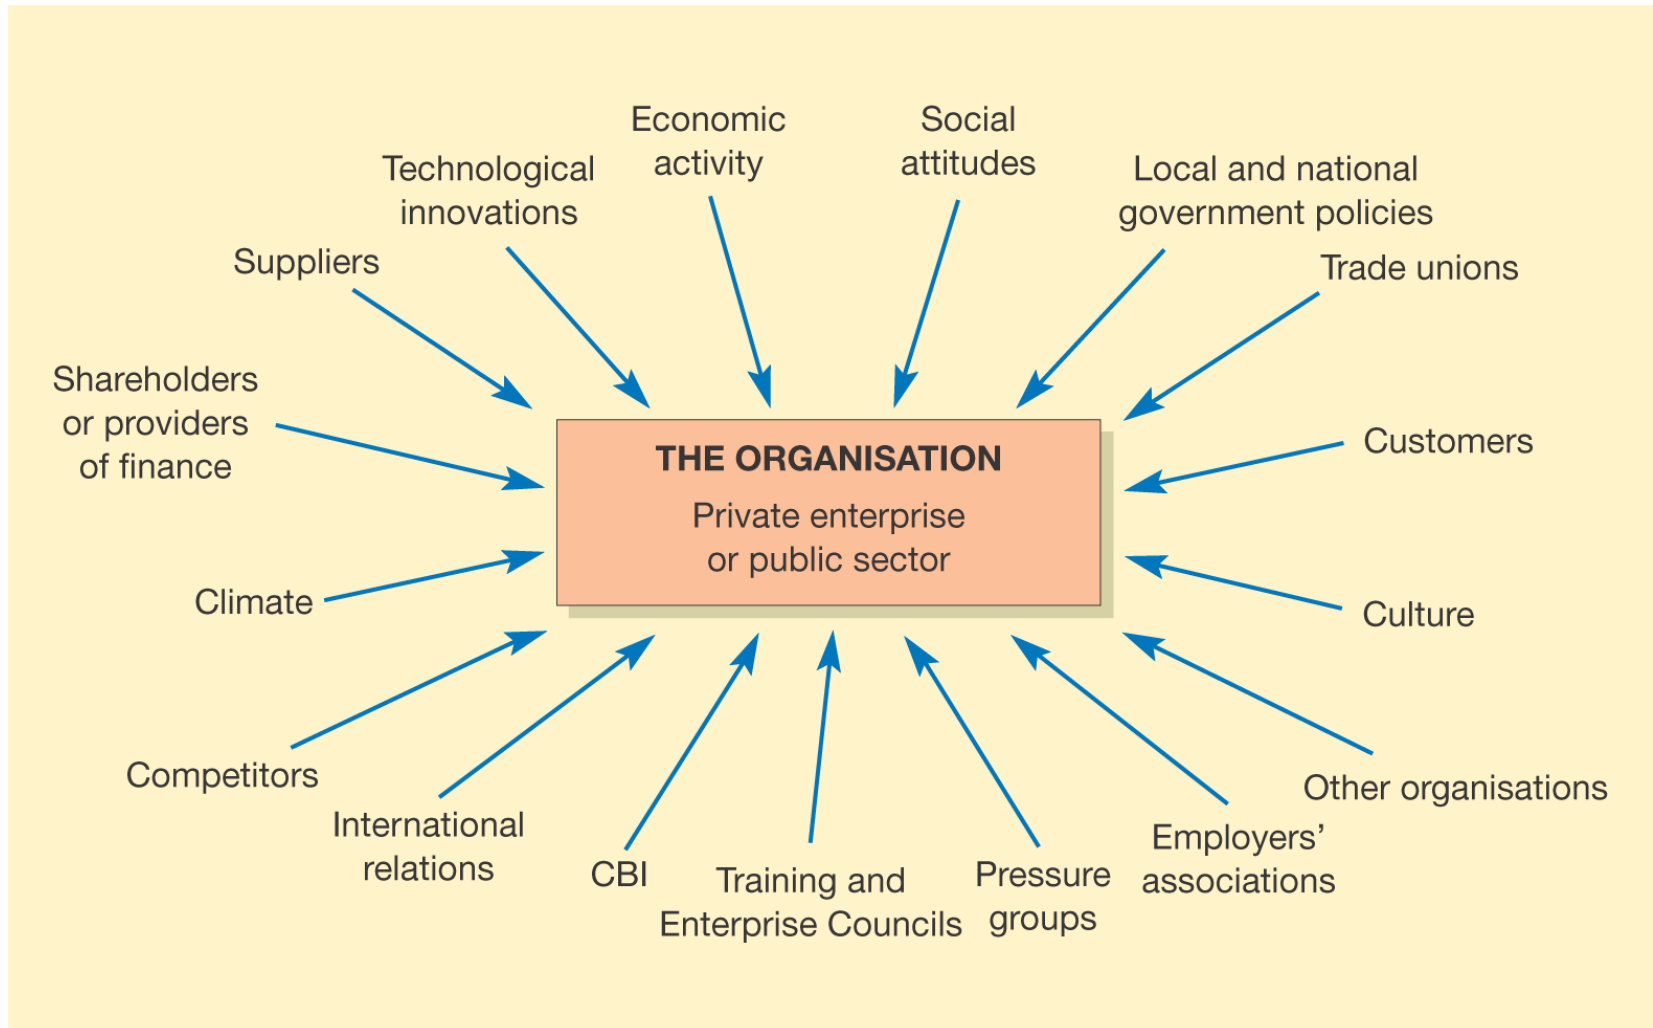 Economic
activity
Social
attitudes
Technological
innovations
Local and national
government policies
Suppliers
Trade unions
Shareholders
or providers
of finance
THE ORGANISATION
Private enterprise
or public sector
Customers
Climate
Culture
Competitors
International
relations
CBI
Training and
Enterprise Councils
Pressure
groups
Employers’
associations
Other organisations